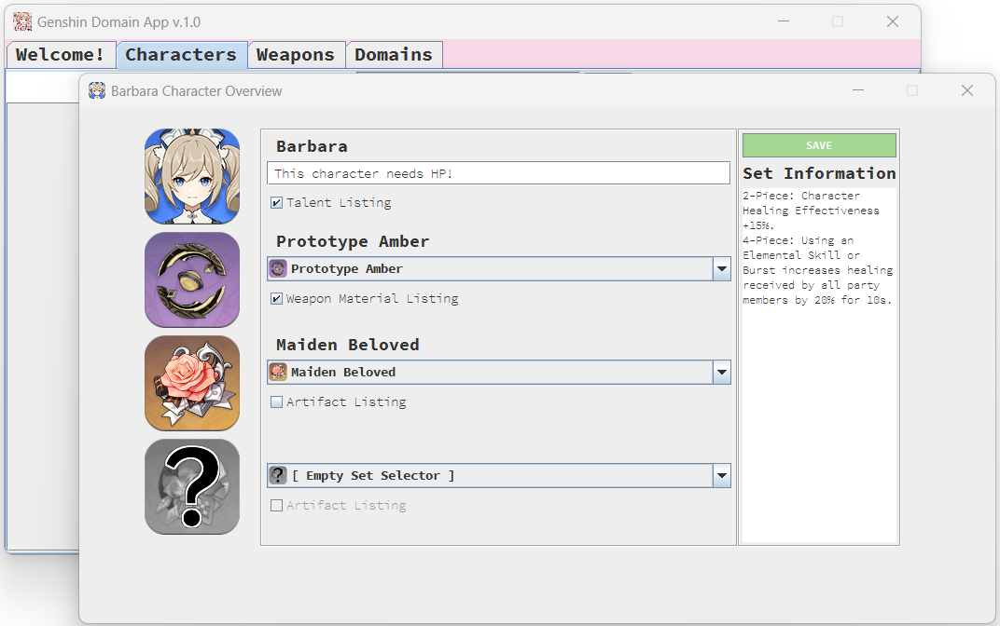 Genshin Domain App v.1.0
Welcome! Characters Weapons Domains
Barbara Character Overview
Barbara
This character needs HP!
Talent Listing
Prototype Amber
Prototype Amber
Weapon Material Listing
Maiden Beloved
Maiden Beloved
Artifact Listing
?
? [ Empty Set Selector ]
Artifact Listing
SAVE
Set Information
2-Piece: Character
Healing Effectiveness
+15%.
4-Piece: Using an
Elemental Skill or
Burst increases healing
received by all party
members by 20% for 10s.